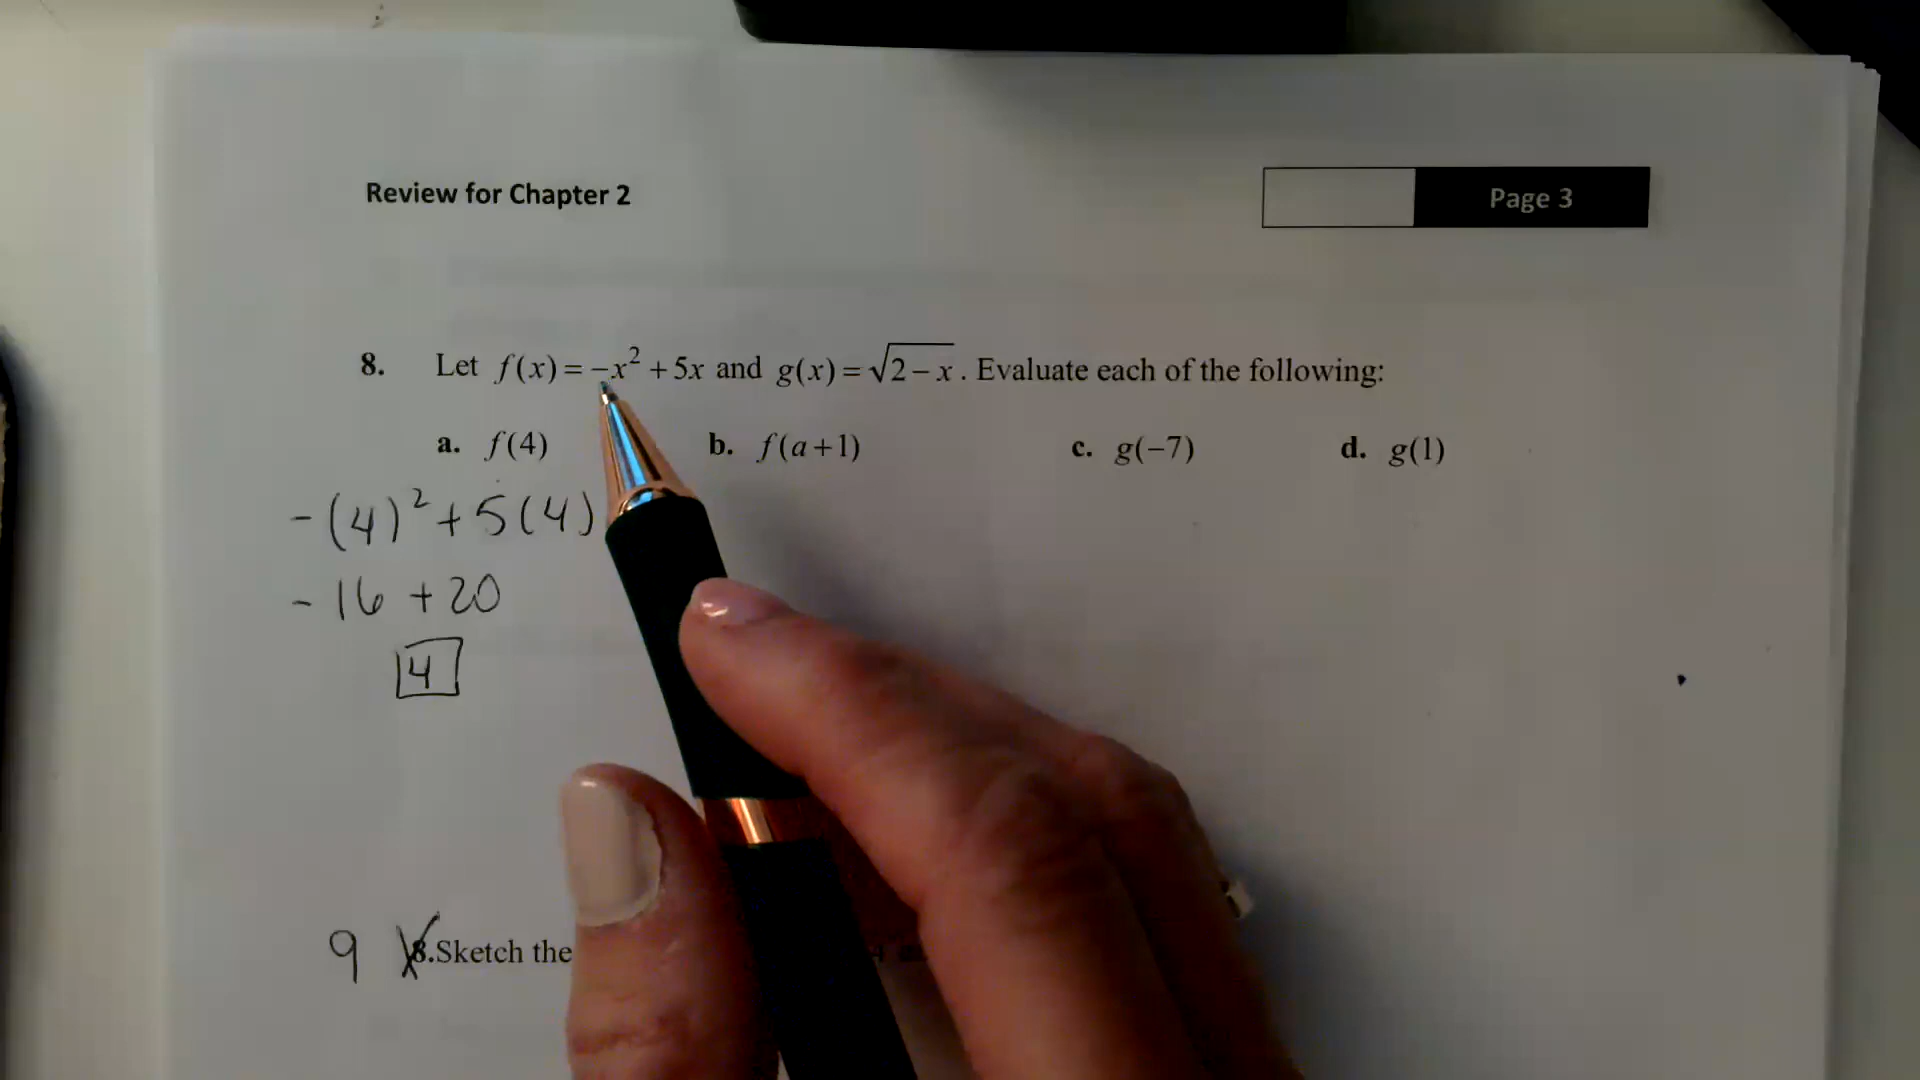 Review for Chapter 2
Page 3
8. Let f(x) = −x² + 5x and g(x) = √(2 − x). Evaluate each of the following:
a. f(4) b. f(a+1) c. g(−7) d. g(1)
-(4)² + 5(4)
-16 + 20
4
9 8. Sketch the